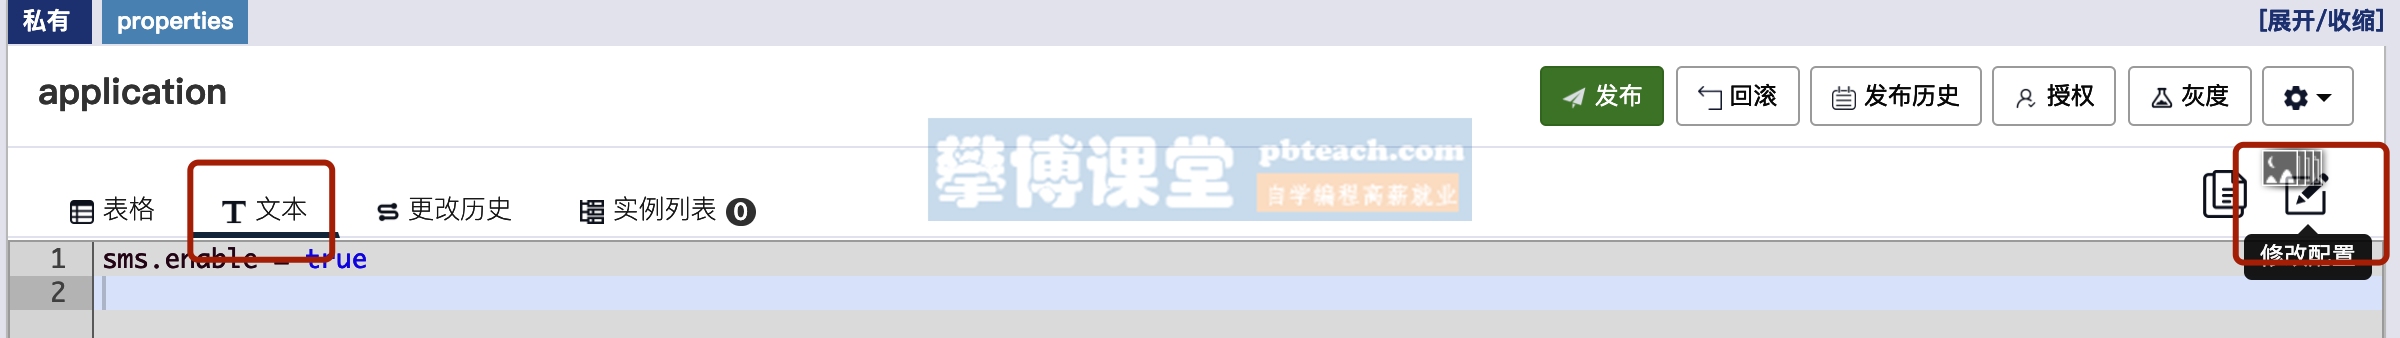 私有 properties [展开/收缩]
application 发布 回滚 发布历史 授权 灰度
攀博课堂 pbteach.com
自学编程高薪就业
表格 文本 更改历史 实例列表 0
修改配置
1 sms.enable = true
2